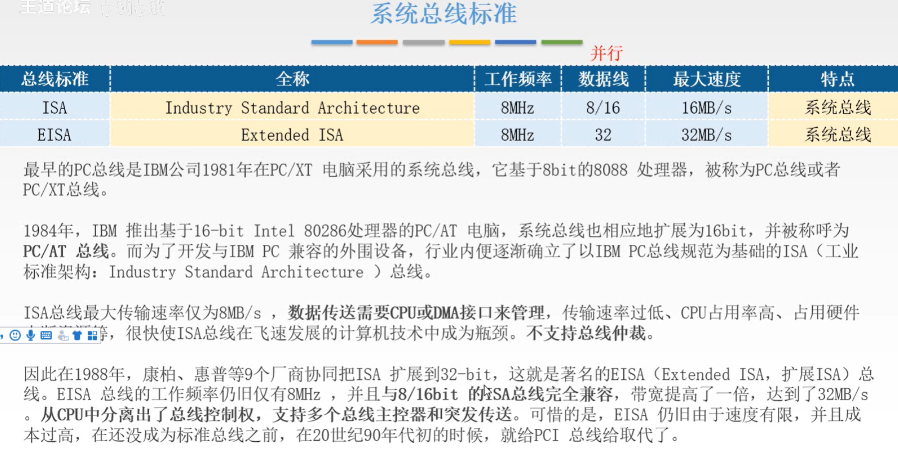 王道论坛
系统总线标准
并行
总线标准 全称 工作频率 数据线 最大速度 特点
ISA Industry Standard Architecture 8MHz 8/16 16MB/s 系统总线
EISA Extended ISA 8MHz 32 32MB/s 系统总线
最早的PC总线是IBM公司1981年在PC/XT 电脑采用的系统总线，它基于8bit的8088 处理器，被称为PC总线或者
PC/XT总线。
1984年，IBM 推出基于16-bit Intel 80286处理器的PC/AT 电脑，系统总线也相应地扩展为16bit，并被称呼为
PC/AT 总线。而为了开发与IBM PC 兼容的外围设备，行业内便逐渐确立了以IBM PC总线规范为基础的ISA（工业
标准架构：Industry Standard Architecture ）总线。
ISA总线最大传输速率仅为8MB/s ，数据传送需要CPU或DMA接口来管理，传输速率过低、CPU占用率高、占用硬件
等，很快使ISA总线在飞速发展的计算机技术中成为瓶颈。不支持总线仲裁。
因此在1988年，康柏、惠普等9个厂商协同把ISA 扩展到32-bit，这就是著名的EISA（Extended ISA，扩展ISA）总
线。EISA 总线的工作频率仍旧仅有8MHz ，并且与8/16bit 的ISA总线完全兼容，带宽提高了一倍，达到了32MB/s
。从CPU中分离出了总线控制权，支持多个总线主控器和突发传送。可惜的是，EISA 仍旧由于速度有限，并且成
本过高，在还没成为标准总线之前，在20世纪90年代初的时候，就给PCI 总线给取代了。